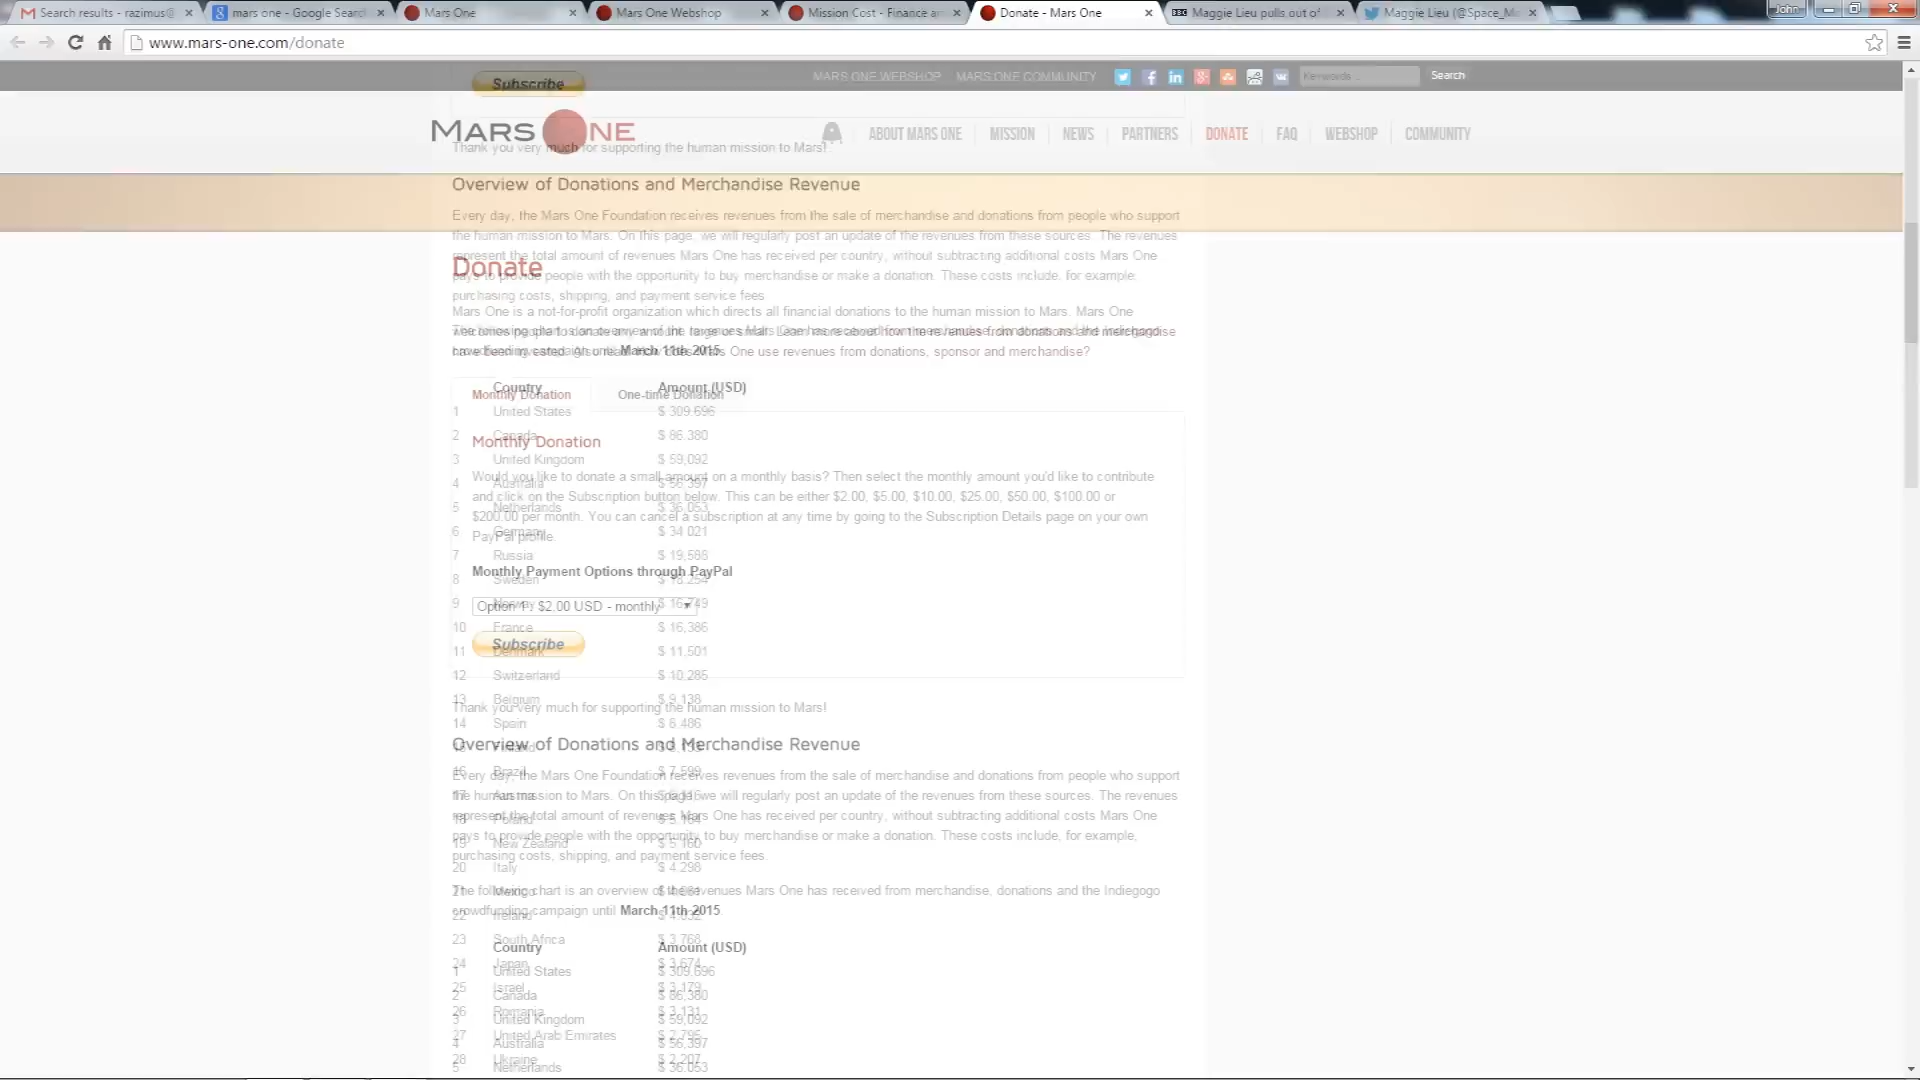 Search results - razimus@
mars one - Google Search
Mars One
Mars One Webshop
Mission Cost - Finance an
Donate - Mars One
Maggie Lieu pulls out of
Maggie Lieu (@Space_Ma
John
www.mars-one.com/donate
Subscribe
MARS ONE WEBSHOP MARS ONE COMMUNITY
Keywords ...
Search
MARS ONE
ABOUT MARS ONE
MISSION
NEWS
PARTNERS
DONATE
FAQ
WEBSHOP
COMMUNITY
Thank you very much for supporting the human mission to Mars!
Overview of Donations and Merchandise Revenue
Every day, the Mars One Foundation receives revenues from the sale of merchandise and donations from people who support
the human mission to Mars. On this page, we will regularly post an update of the revenues from these sources. The revenues
represent the total amount of revenues Mars One has received per country, without subtracting additional costs Mars One
Donate
pays to provide people with the opportunity to buy merchandise or make a donation. These costs include, for example,
purchasing costs, shipping, and payment service fees.
Mars One is a not-for-profit organization which directs all financial donations to the human mission to Mars. Mars One
March 11th 2015
use revenues from donations, sponsor and merchandise?
Country Amount (USD)
Monthly Donation One-time Donation
1 United States $ 309.696
2 Canada $ 86,380
Monthly Donation
3 United Kingdom $ 59,092
Would you like to donate a small amount on a monthly basis? Then select the monthly amount you'd like to contribute
4 Australia $ 56,397
and click on the Subscription button below. This can be either $2.00, $5.00, $10.00, $25.00, $50.00, $100.00 or
5 Netherlands $ 36,053
$200.00 per month. You can cancel a subscription at any time by going to the Subscription Details page on your own
6 Germany $ 34 021
PayPal profile.
7 Russia $ 19,588
Monthly Payment Options through PayPal
8 Sweden $ 18,254
9 Norway $ 16,749
Option 1 : $2.00 USD - monthly
10 France $ 16,386
Subscribe
11 Denmark $ 11,501
12 Switzerland $ 10,285
13 Belgium $ 9,138
Thank you very much for supporting the human mission to Mars!
14 Spain $ 8,486
Overview of Donations and Merchandise Revenue
16 Brazil $ 7,599
Every day, the Mars One Foundation receives revenues from the sale of merchandise and donations from people who support
17 Austria
the human mission to Mars. On this page, we will regularly post an update of the revenues from these sources. The revenues
represent the total amount of revenues Mars One has received per country, without subtracting additional costs Mars One
18 Poland
pays to provide people with the opportunity to buy merchandise or make a donation. These costs include, for example,
19 New Zealand $ 5 160
purchasing costs, shipping, and payment service fees.
20 Italy $ 4.298
The following chart is an overview of the revenues Mars One has received from merchandise, donations and the Indiegogo
21 Mexico
crowdfunding campaign until March 11th 2015
22 Ireland
23 South Africa $ 3 768
Country Amount (USD)
24 Japan $ 3,674
1 United States $ 309.696
25 Israel $ 3,179
2 Canada $ 86,380
26 Romania $ 3,131
3 United Kingdom $ 59,092
27 United Arab Emirates $ 2,795
4 Australia $ 56,397
28 Ukraine $ 2,207
5 Netherlands $ 36.053